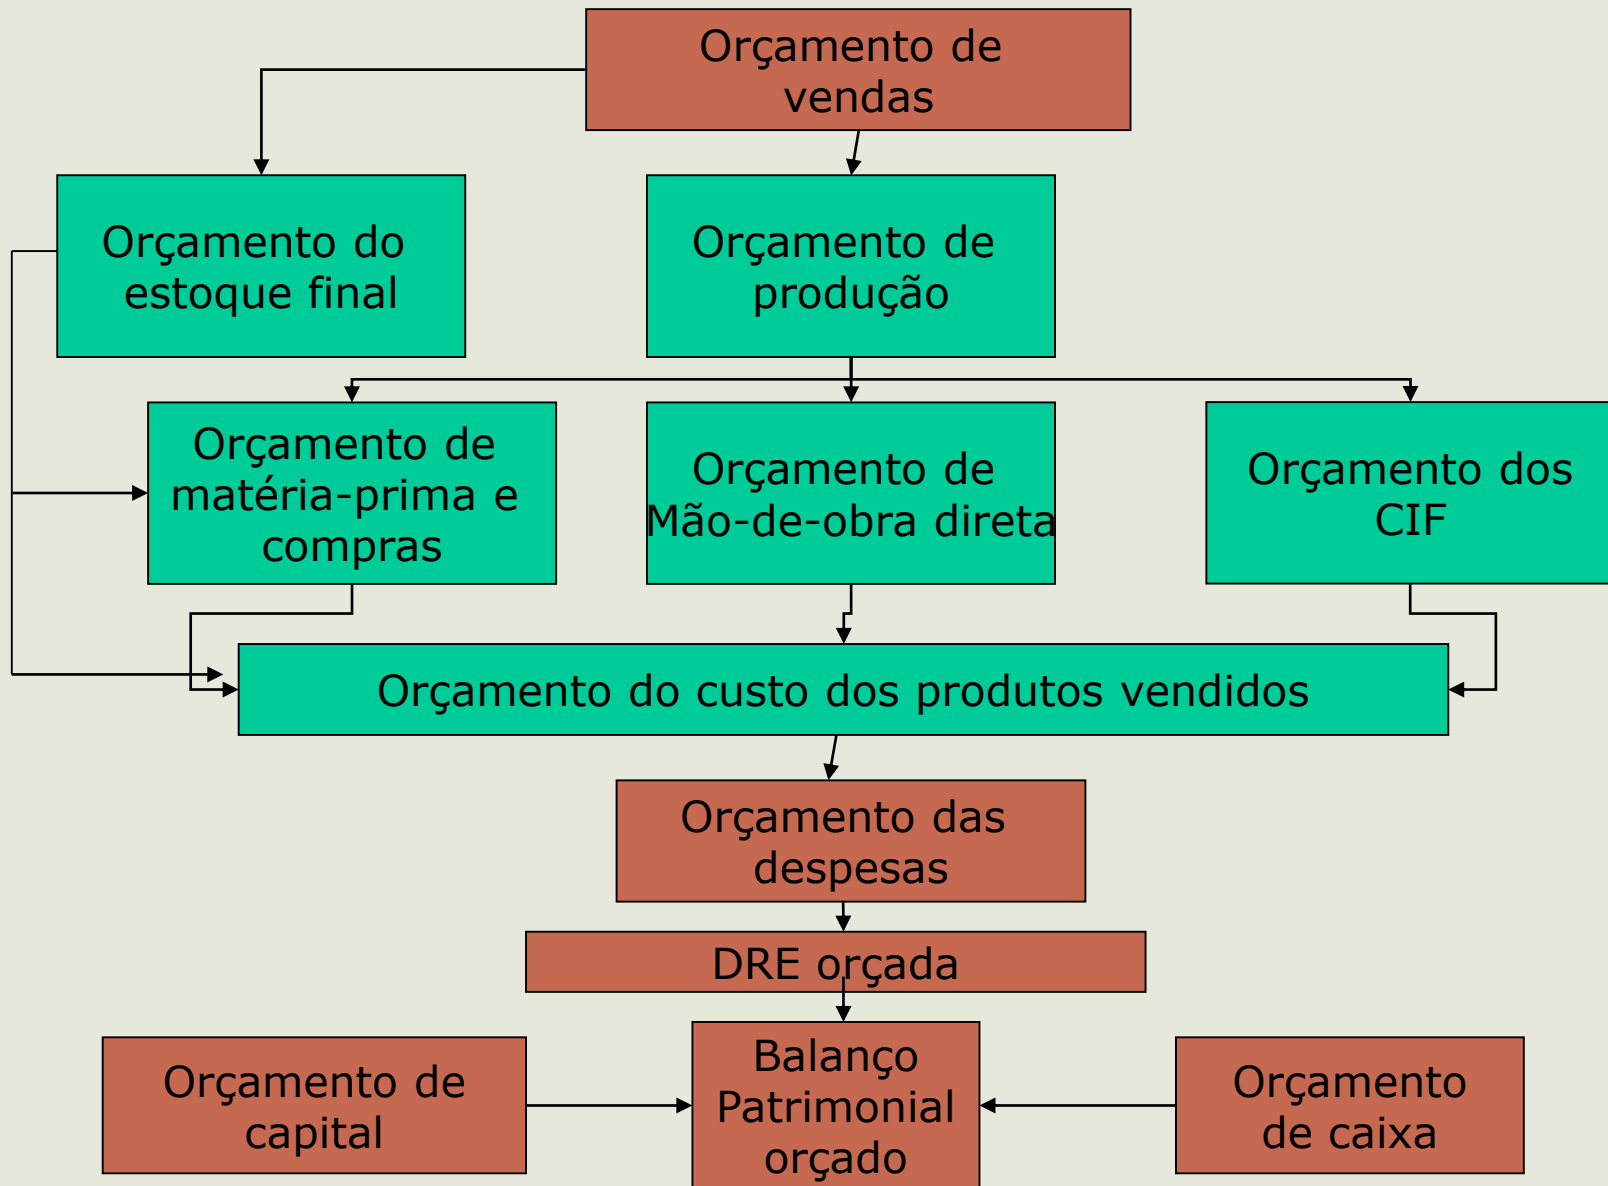 Orçamento de
vendas
Orçamento do
estoque final
Orçamento de
produção
Orçamento de
matéria-prima e
compras
Orçamento de
Mão-de-obra direta
Orçamento dos
CIF
Orçamento do custo dos produtos vendidos
Orçamento das
despesas
DRE orçada
Orçamento de
capital
Balanço
Patrimonial
orçado
Orçamento
de caixa